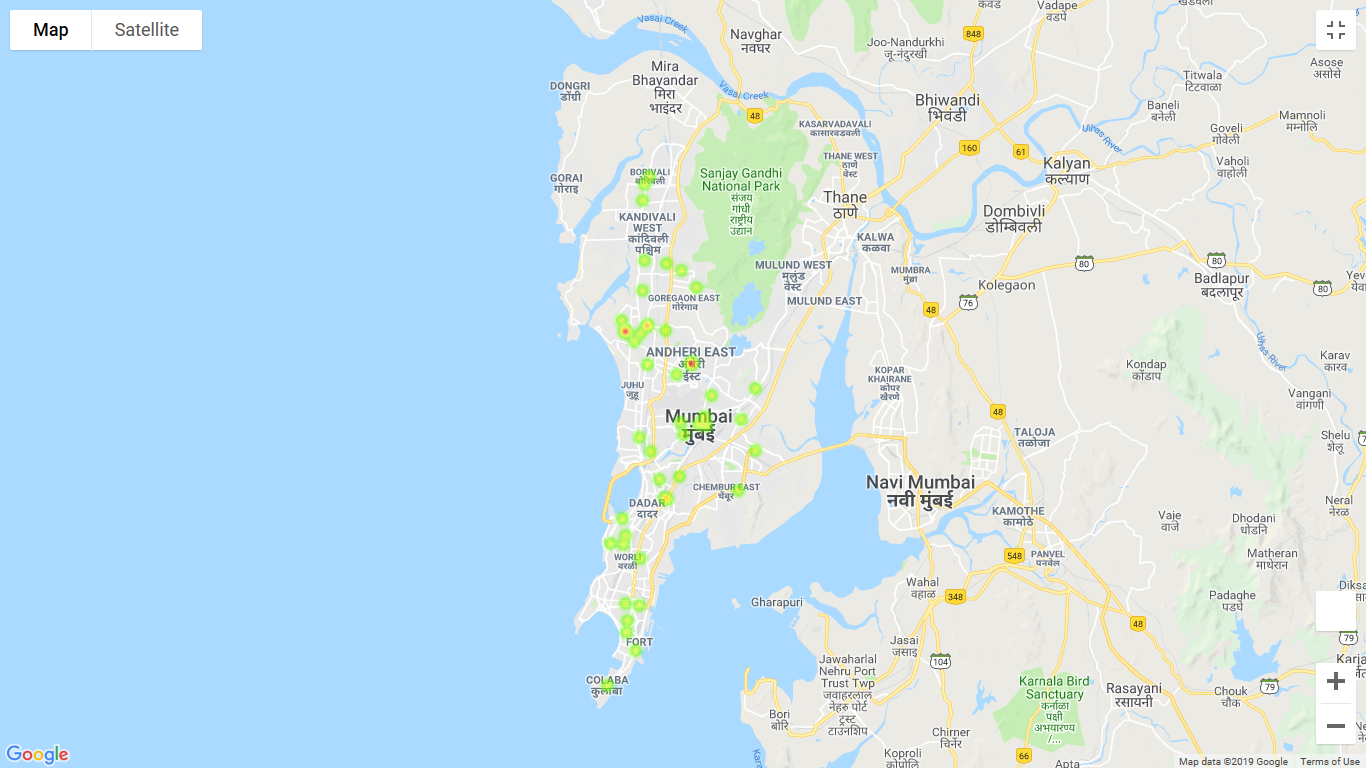 Map
Satellite
Vasai Creek
Navghar
नवघर
कवड
Vadape
वडपे
848
Joo-Nandurkhi
जू-नांदुरखी
Asose
असोसे
Mira
Bhayandar
मिरा
भाइंदर
DONGRI
डोंग्री
Vasai Creek
48
Titwala
टिटवाळा
Baneli
बनेली
Bhiwandi
भिवंडी
KASARVADAVALI
कासारवडवली
Ulhas River
Goveli
गोवेली
Mamnoli
मम्नोलि
160
61
THANE WEST
ठाणे
वेस्ट
Kalyan
कल्याण
Vaholi
वाहोली
GORAI
गोराइ
BORIVALI
बोरिवली
Sanjay Gandhi
National Park
संजय
गांधी
राष्ट्रीय
उद्यान
Thane
ठाणे
Dombivli
डोम्बिवली
KANDIVALI
WEST
कांदिवली
पश्चिम
KALWA
कळवा
MULUND WEST
मुलुंड
वेस्ट
MUMBRA
मुंब्रा
80
80
Badlapur
बदलापूर
80
Kolegaon
MULUND EAST
76
48
GOREGAON EAST
गोरेगाव
Ulhas River
ANDHERI EAST
ईस्ट
Kondap
कोंडाप
Karav
कारव
KOPAR
KHAIRANE
कोपर
खैरणे
JUHU
जुहू
Vangani
वांगणी
48
Mumbai
मुंबई
TALOJA
तळोजा
Shelu
शेलू
Navi Mumbai
नवी मुंबई
CHEMBUR EAST
चेंबूर
DADAR
दादर
KAMOTHE
कामोठे
Vaje
वाजे
Dhodani
धोडनि
Neral
नेरळ
548
PANVEL
पनवेल
Matheran
माथेरान
WORLI
वरळी
Wahal
वहाळ
348
Gharapuri
Padaghe
पडघे
48
79
FORT
Jasai
जसाइ
104
Jawaharlal
Nehru Port
Trust Twp
जवाहरलाल
नेहरु पोर्ट
ट्रस्ट
टाउनशिप
COLABA
कुलाबा
Karnala Bird
Sanctuary
कर्नाळा
पक्षी
अभयारण्य
/...
Rasayani
रसायनी
Chouk
चौक
79
Bori
बोरि
Chirner
चिर्नेर
66
Koproli
कोपोलि
Apta
Google
Map data ©2019 Google
Terms of Use